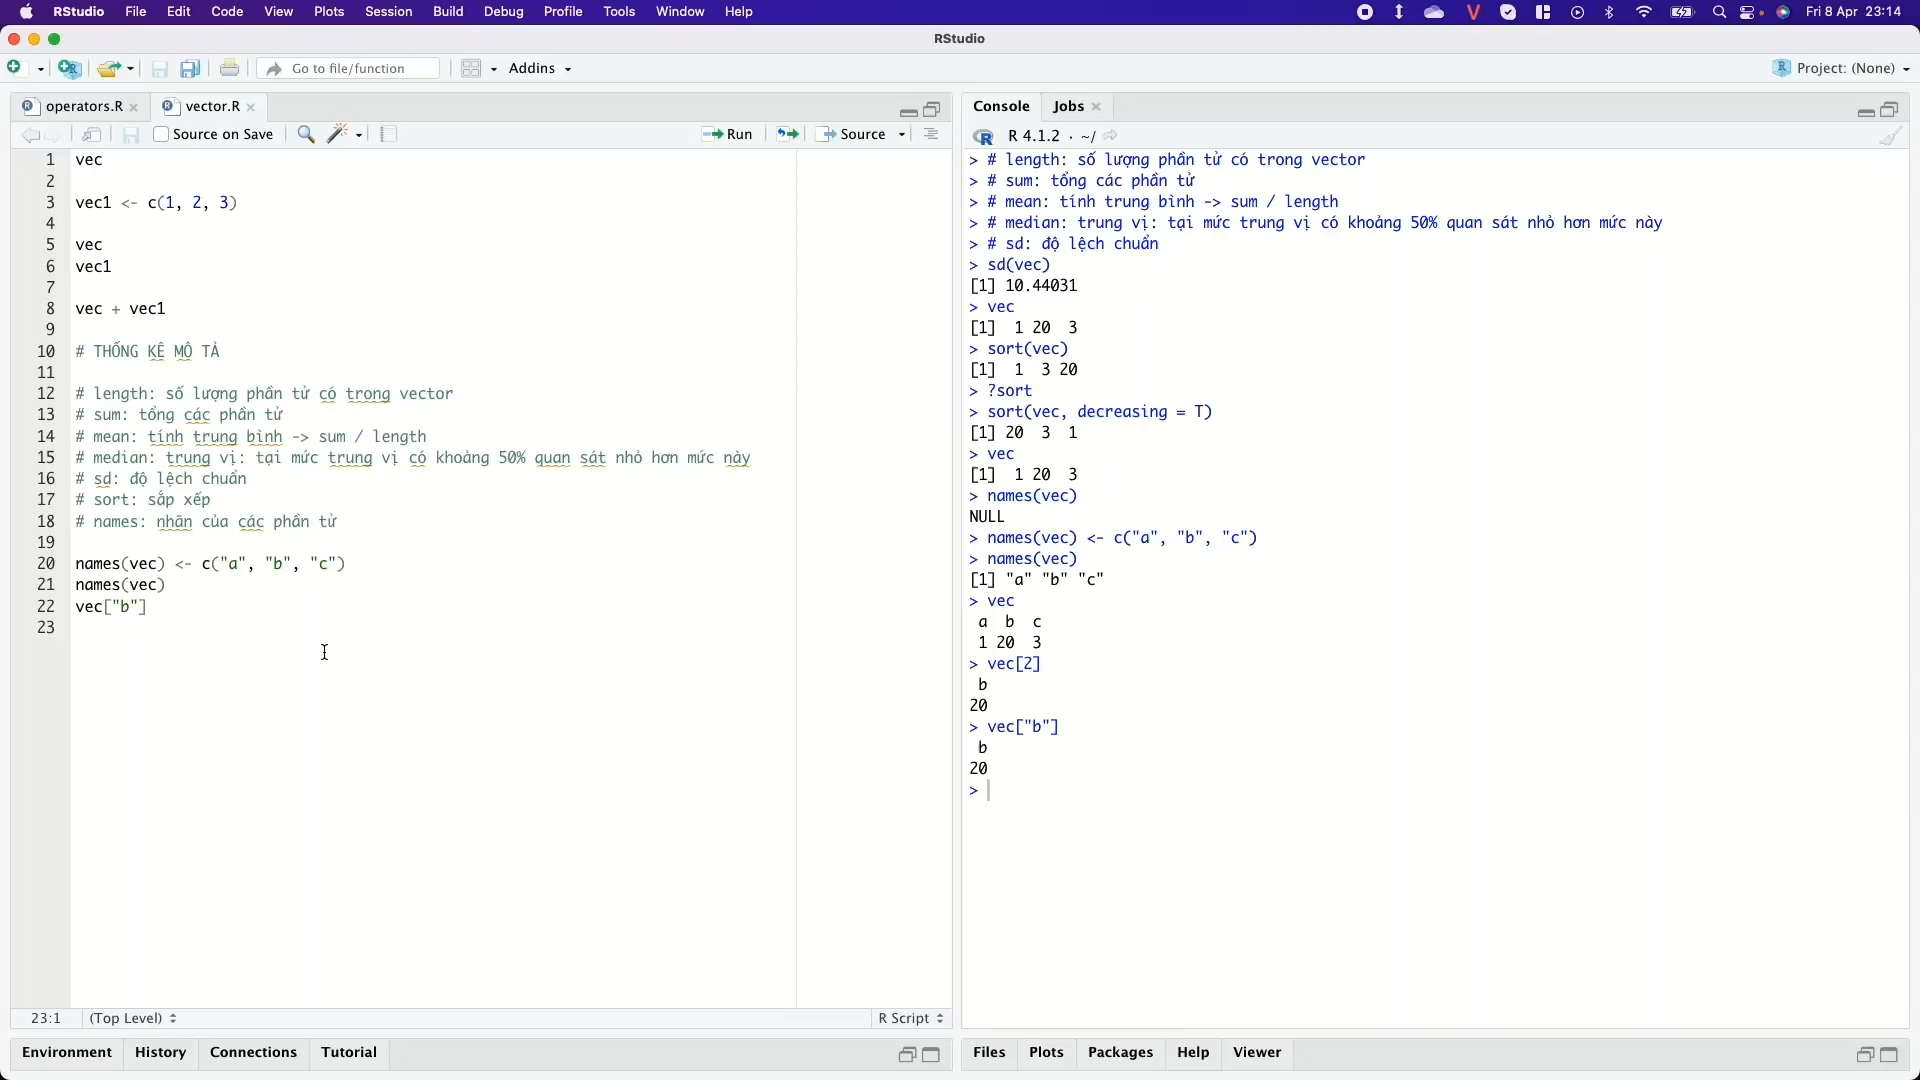 RStudio File Edit Code View Plots Session Build Debug Profile Tools Window Help Fri 8 Apr 23:14
RStudio
Go to file/function Addins Project: (None)
operators.R vector.R
Source on Save Run Source
1 vec
2
3 vec1 <- c(1, 2, 3)
4
5 vec
6 vec1
7
8 vec + vec1
9
10 # THỐNG KÊ MÔ TẢ
11
12 # length: số lượng phần tử có trong vector
13 # sum: tổng các phần tử
14 # mean: tính trung bình -> sum / length
15 # median: trung vị: tại mức trung vị có khoảng 50% quan sát nhỏ hơn mức này
16 # sd: độ lệch chuẩn
17 # sort: sắp xếp
18 # names: nhãn của các phần tử
19
20 names(vec) <- c("a", "b", "c")
21 names(vec)
22 vec["b"]
23
23:1 (Top Level) R Script
Environment History Connections Tutorial
Console Jobs
R 4.1.2 · ~/
> # length: số lượng phần tử có trong vector
> # sum: tổng các phần tử
> # mean: tính trung bình -> sum / length
> # median: trung vị: tại mức trung vị có khoảng 50% quan sát nhỏ hơn mức này
> # sd: độ lệch chuẩn
> sd(vec)
[1] 10.44031
> vec
[1]  1 20  3
> sort(vec)
[1]  1  3 20
> ?sort
> sort(vec, decreasing = T)
[1] 20  3  1
> vec
[1]  1 20  3
> names(vec)
NULL
> names(vec) <- c("a", "b", "c")
> names(vec)
[1] "a" "b" "c"
> vec
 a  b  c
 1 20  3
> vec[2]
 b
20
> vec["b"]
 b
20
>
Files Plots Packages Help Viewer